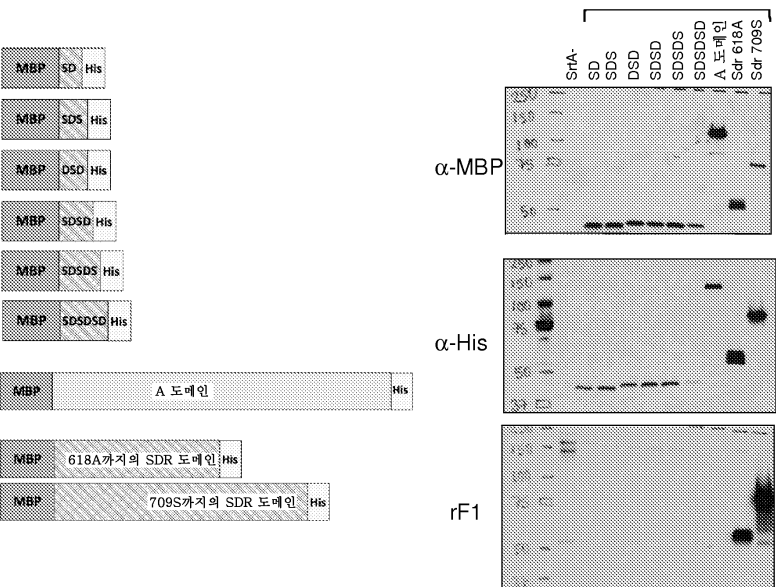 MBP SD His
MBP SDS His
MBP DSD His
MBP SDSD His
MBP SDSDS His
MBP SDSDSD His
MBP A 도메인 His
MBP 618A까지의 SDR 도메인 His
MBP 709S까지의 SDR 도메인 His
SrtA-
SD
SDS
DSD
SDSD
SDSDS
SDSDSD
A 도메인
Sdr 618A
Sdr 709S
α-MBP
250
150
100
75
50
α-His
250
150
100
75
50
37
rF1
100
75
50